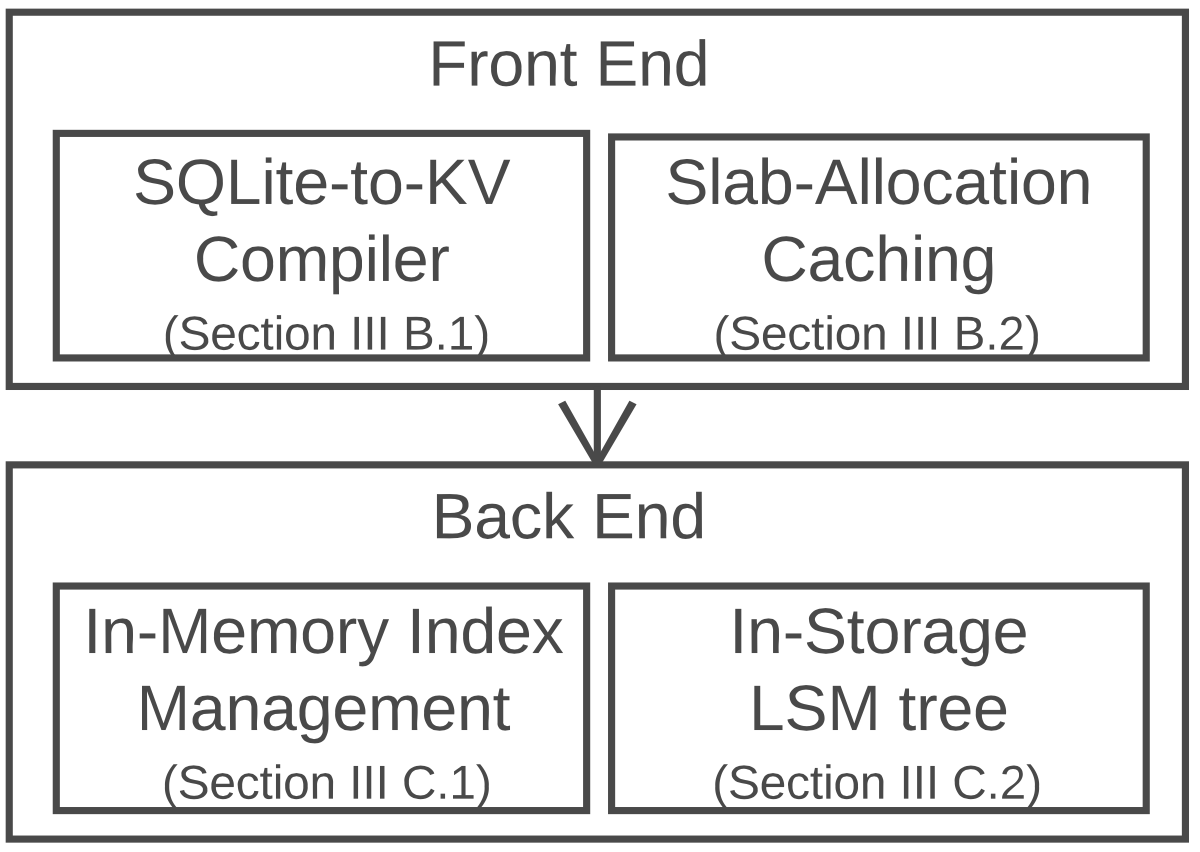 Front End
SQLite-to-KV
Compiler
(Section III B.1)
Slab-Allocation
Caching
(Section III B.2)
Back End
In-Memory Index
Management
(Section III C.1)
In-Storage
LSM tree
(Section III C.2)